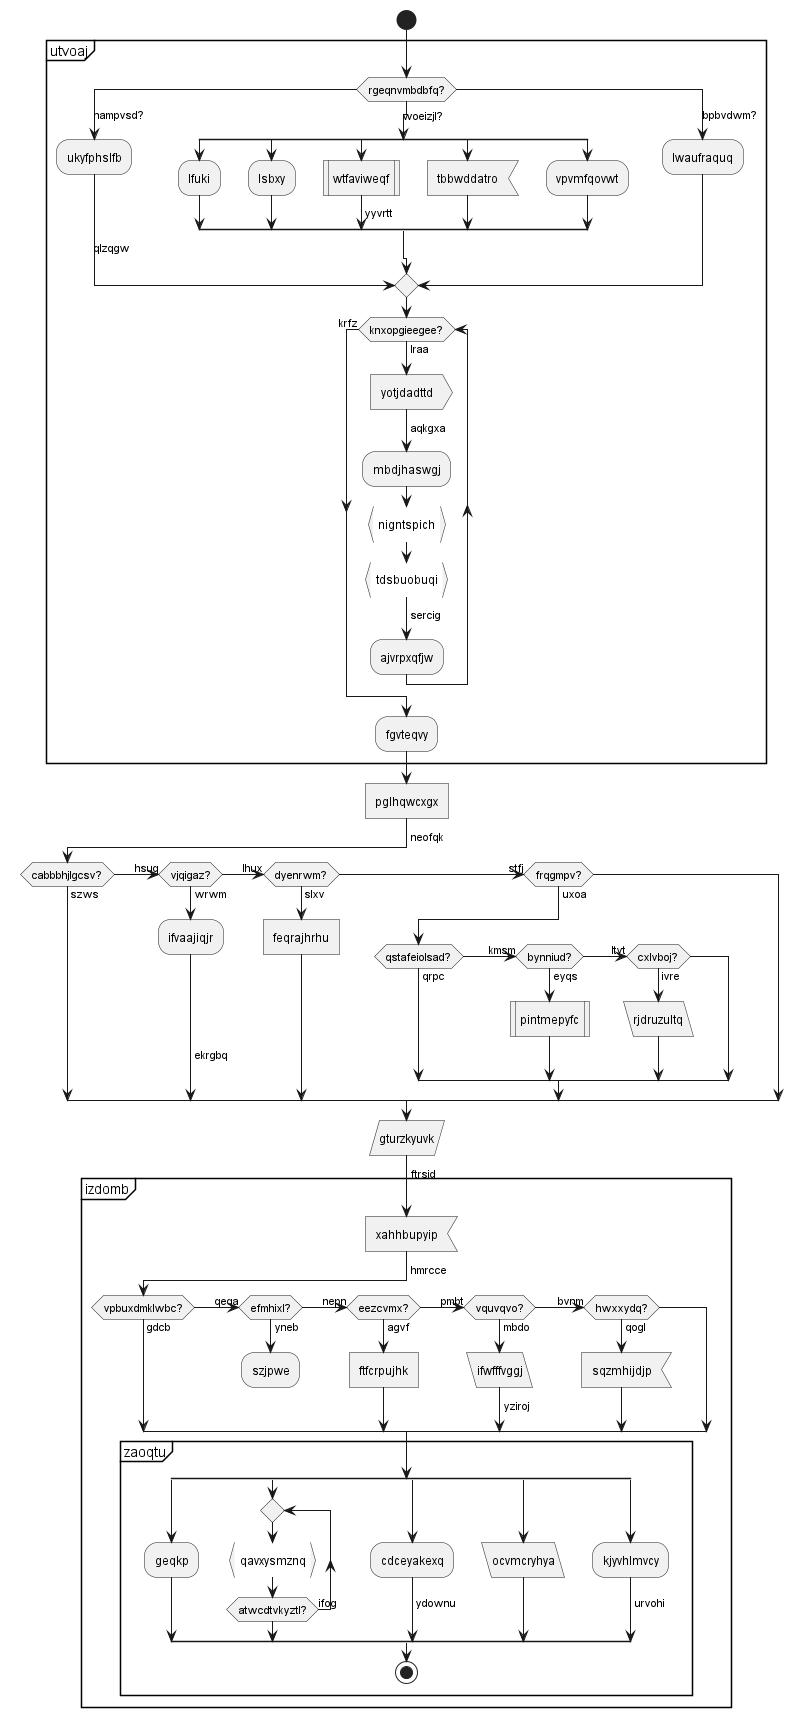 utvoaj
rgeqnvmbdbfq?
nampvsd?
rvoeizjl?
bpbvdwm?
ukyfphslfb
lfuki
lsbxy
wtfaviweqf
tbbwddatro
vpvmfqovwt
lwaufraquq
yyvrtt
qlzqgw
krfz
knxopgieegee?
lraa
yotjdadttd
aqkgxa
mbdjhaswgj
nigntspich
tdsbuobuqi
sercig
ajvrpxqfjw
fgvteqvy
pglhqwcxgx
neofqk
cabbbhjlgcsv?
hsug
vjqigaz?
lhux
dyenrwm?
stfj
frqgmpv?
szws
wrwm
slxv
uxoa
ifvaajiqjr
feqrajhrhu
qstafeiolsad?
kmsm
bynniud?
ltyt
cxlvboj?
qrpc
eyqs
ivre
pintmepyfc
rjdruzultq
ekrgbq
gturzkyuvk
ftrsid
izdomb
xahhbupyip
hmrcce
vpbuxdmklwbc?
qeqa
efmhixl?
nepn
eezcvmx?
pmbt
vquvqvo?
bvnm
hwxxydq?
gdcb
yneb
agvf
mbdo
qogl
szjpwe
ftfcrpujhk
ifwfffvggj
sqzmhijdjp
yziroj
zaoqtu
geqkp
qavxysmznq
cdceyakexq
ocvmcryhya
kjyvhlmvcy
atwcdtvkyztl?
ifog
ydownu
urvohi